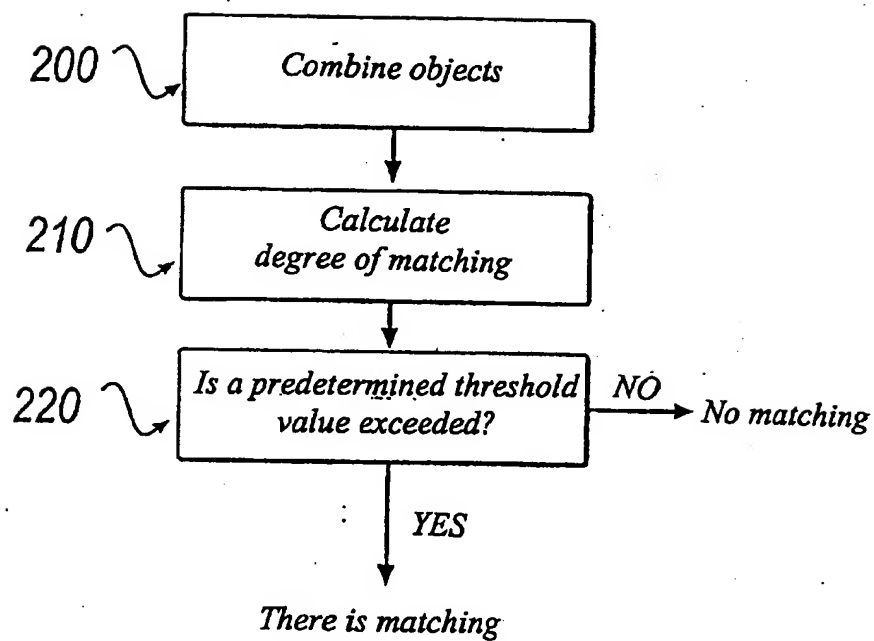 200
Combine objects
210
Calculate
degree of matching
220
Is a predetermined threshold
value exceeded?
NO
No matching
YES
There is matching